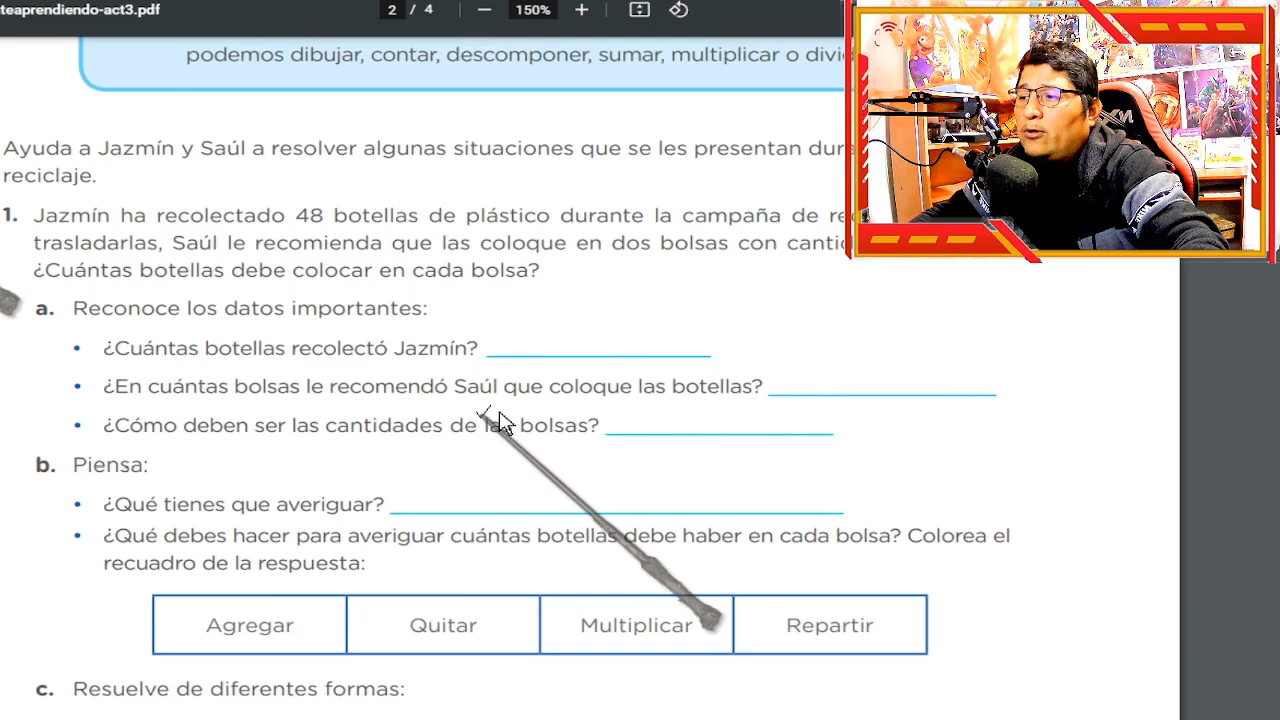 teaprendiendo-act3.pdf
2 / 4
150%
podemos dibujar, contar, descomponer, sumar, multiplicar o
Ayuda a Jazmín y Saúl a resolver algunas situaciones que se les presentan
reciclaje.
1. Jazmín ha recolectado 48 botellas de plástico durante la campaña de
trasladarlas, Saúl le recomienda que las coloque en dos bolsas con
¿Cuántas botellas debe colocar en cada bolsa?
a. Reconoce los datos importantes:
• ¿Cuántas botellas recolectó Jazmín?
• ¿En cuántas bolsas le recomendó Saúl que coloque las botellas?
• ¿Cómo deben ser las cantidades de las bolsas?
b. Piensa:
• ¿Qué tienes que averiguar?
• ¿Qué debes hacer para averiguar cuántas botellas debe haber en cada bolsa? Colorea el
recuadro de la respuesta:
Agregar Quitar Multiplicar Repartir
c. Resuelve de diferentes formas: